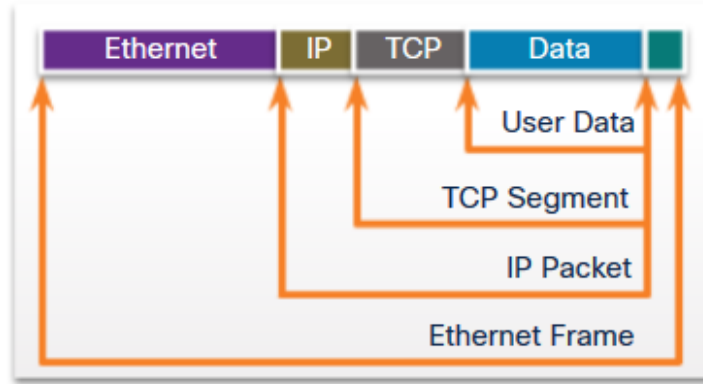 Ethernet IP TCP Data
User Data
TCP Segment
IP Packet
Ethernet Frame